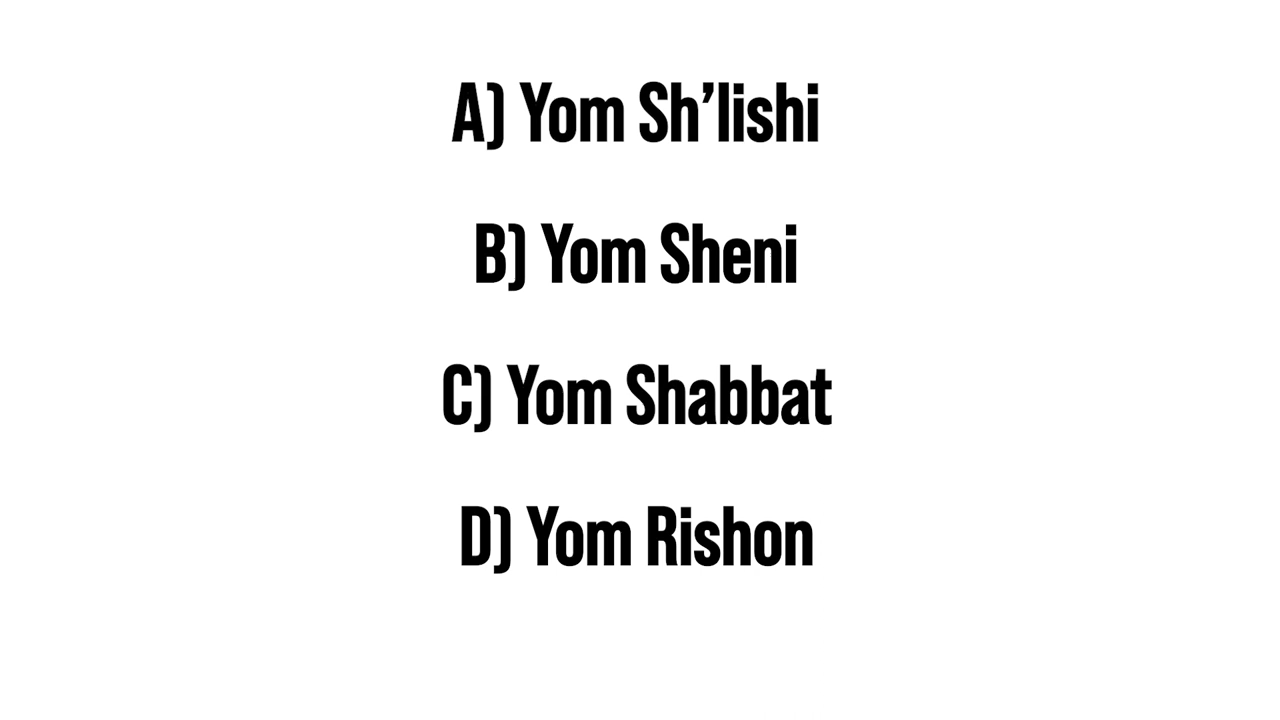 A) Yom Sh’lishi
B) Yom Sheni
C) Yom Shabbat
D) Yom Rishon